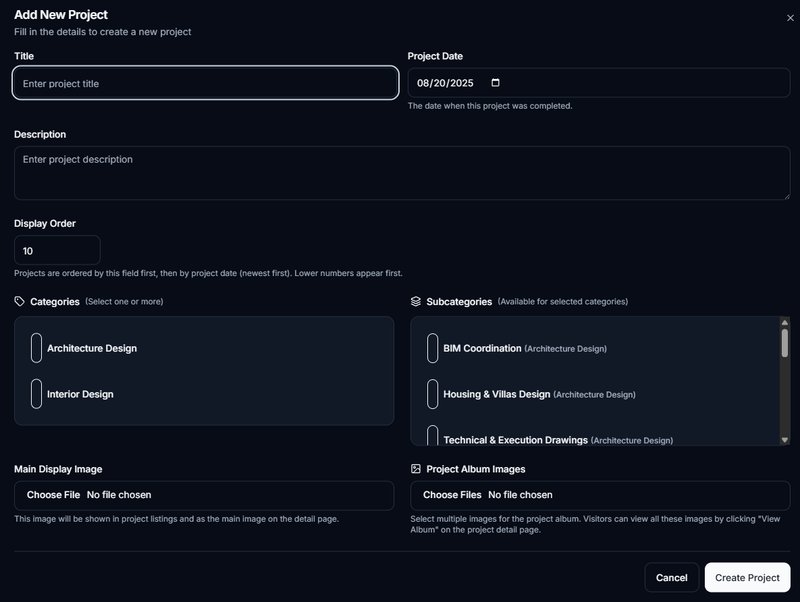 Add New Project
Fill in the details to create a new project
Title
Enter project title
Project Date
08/20/2025
The date when this project was completed.
Description
Enter project description
Display Order
10
Projects are ordered by this field first, then by project date (newest first). Lower numbers appear first.
Categories (Select one or more)
Architecture Design
Interior Design
Subcategories (Available for selected categories)
BIM Coordination (Architecture Design)
Housing & Villas Design (Architecture Design)
Technical & Execution Drawings (Architecture Design)
Main Display Image
Choose File No file chosen
This image will be shown in project listings and as the main image on the detail page.
Project Album Images
Choose Files No file chosen
Select multiple images for the project album. Visitors can view all these images by clicking "View
Album" on the project detail page.
Cancel
Create Project